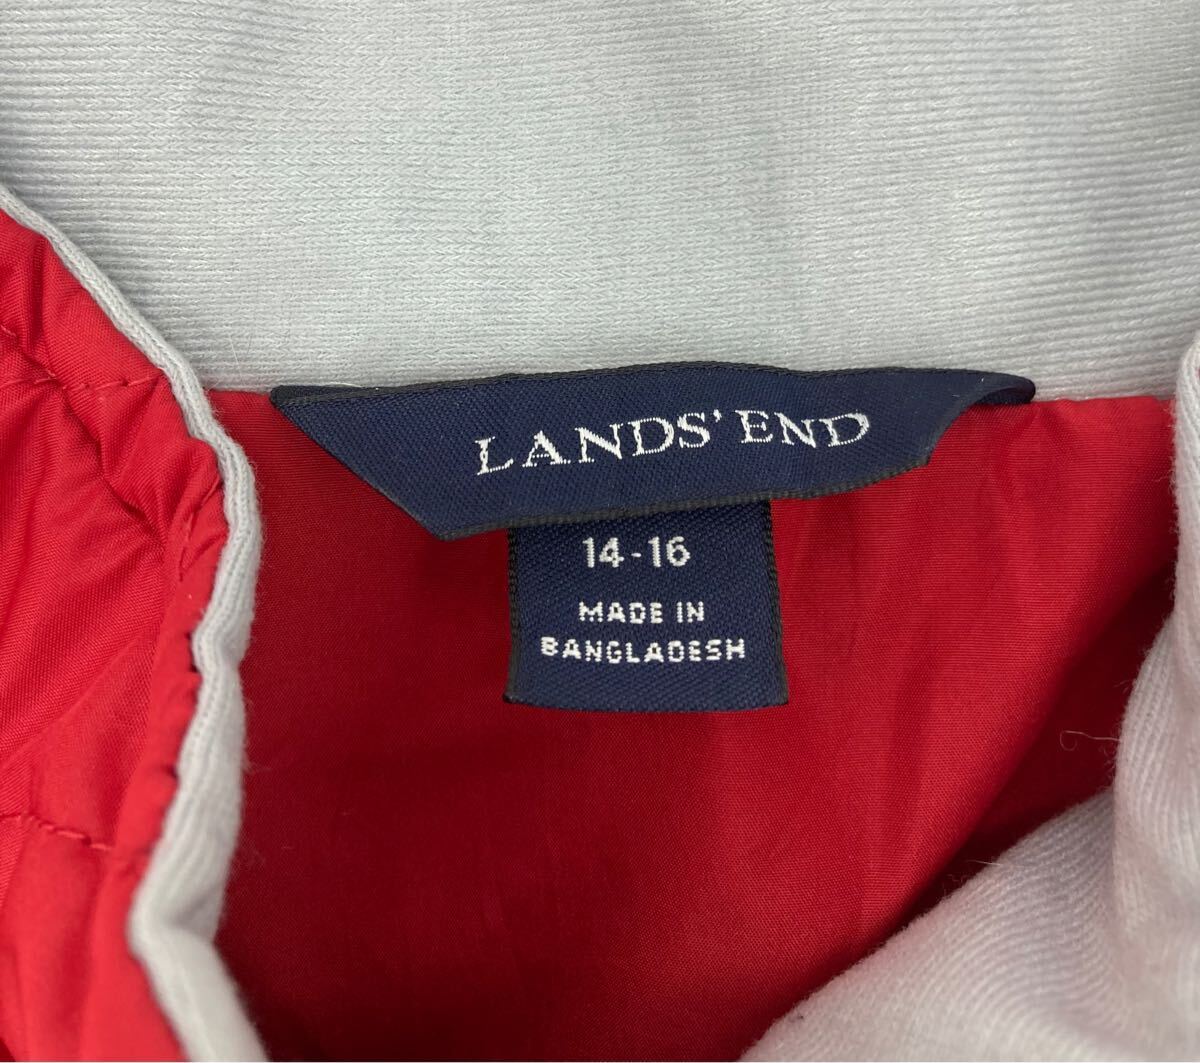 LANDS' END
14-16
MADE IN
BANGLADESH